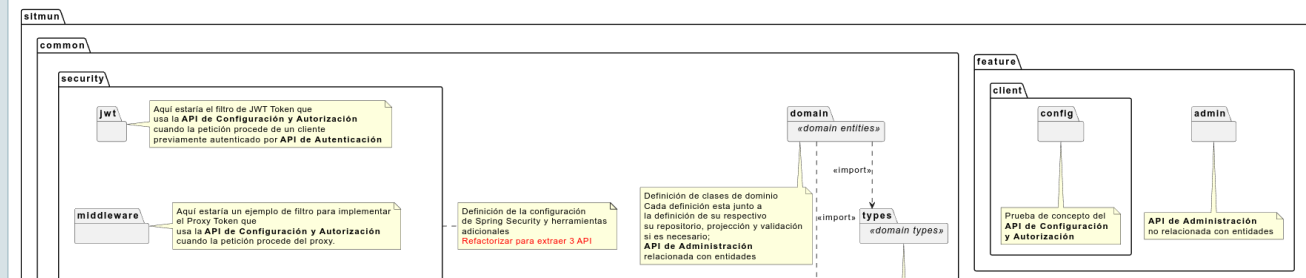 sitmun
common
security
jwt
Aquí estaría el filtro de JWT Token que
usa la API de Configuración y Autorización
cuando la petición procede de un cliente
previamente autenticado por API de Autenticación
middleware
Aquí estaría un ejemplo de filtro para implementar
el Proxy Token que
usa la API de Configuración y Autorización
cuando la petición procede del proxy.
Definición de la configuración
de Spring Security y herramientas
adicionales
Refactorizar para extraer 3 API
domain
«domain entities»
«import»
Definición de clases de dominio
Cada definición esta junto a
la definición de su respectivo
su repositorio, projección y validación
si es necesario;
API de Administración
relacionada con entidades
«import»
types
«domain types»
feature
client
config
Prueba de concepto del
API de Configuración
y Autorización
admin
API de Administración
no relacionada con entidades